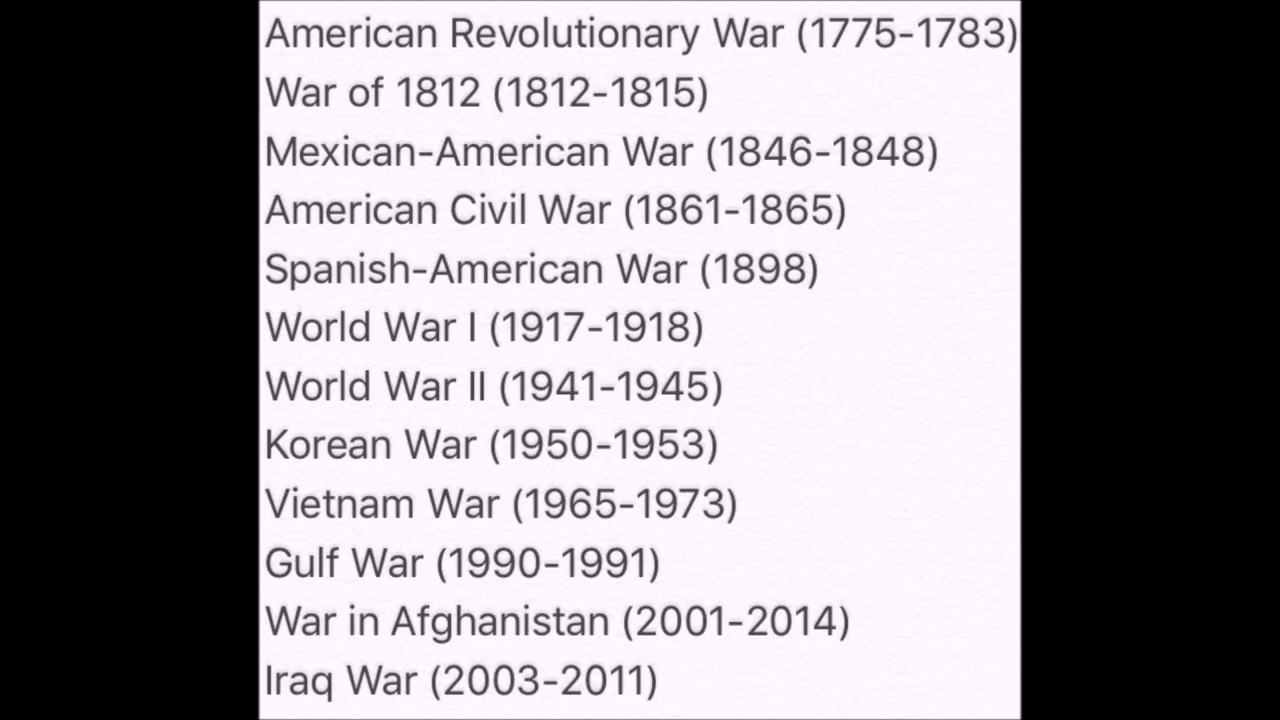 American Revolutionary War (1775-1783)
War of 1812 (1812-1815)
Mexican-American War (1846-1848)
American Civil War (1861-1865)
Spanish-American War (1898)
World War I (1917-1918)
World War II (1941-1945)
Korean War (1950-1953)
Vietnam War (1965-1973)
Gulf War (1990-1991)
War in Afghanistan (2001-2014)
Iraq War (2003-2011)